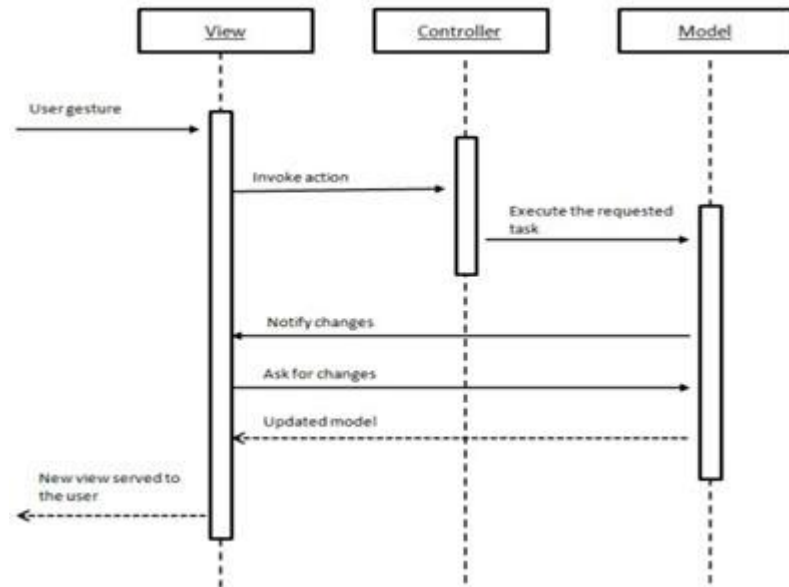 View
Controller
Model
User gesture
Invoke action
Execute the requested
task
Notify changes
Ask for changes
Updated model
New view served to
the user